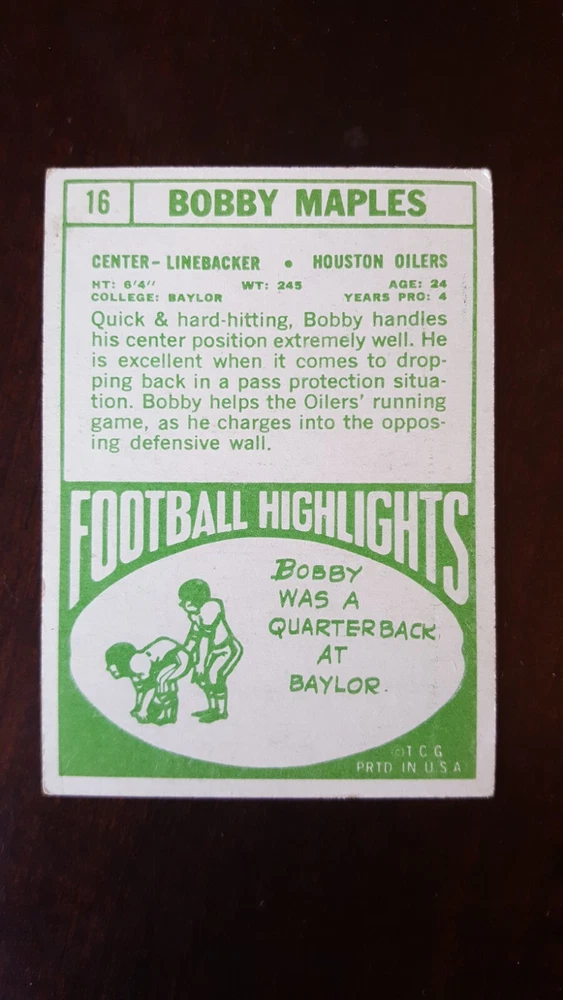 16 BOBBY MAPLES
CENTER-LINEBACKER • HOUSTON OILERS
HT: 6'4" WT: 245 AGE: 24
COLLEGE: BAYLOR YEARS PRO: 4
Quick & hard-hitting, Bobby handles
his center position extremely well. He
is excellent when it comes to drop-
ping back in a pass protection situa-
tion. Bobby helps the Oilers' running
game, as he charges into the oppos-
ing defensive wall.
FOOTBALL HIGHLIGHTS
BOBBY
WAS A
QUARTERBACK
AT
BAYLOR.
©T C G
PRTD IN U S A